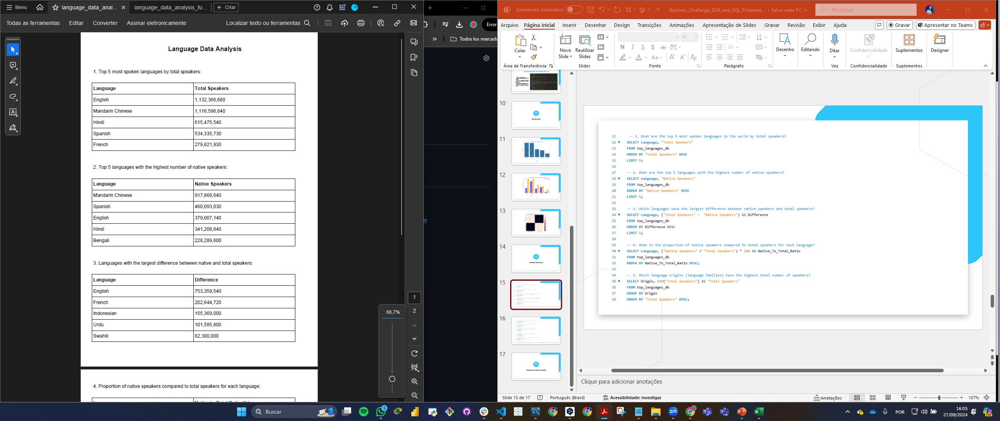 Menu
language_data_anal...
language_data_analysis_fu...
Criar
Todas as ferramentas
Editar
Converter
Assinar eletronicamente
Localizar texto ou ferramentas
Language Data Analysis
1. Top 5 most spoken languages by total speakers:
Language Total Speakers
English 1,132,366,680
Mandarin Chinese 1,116,596,640
Hindi 615,475,540
Spanish 534,335,730
French 279,821,930
2. Top 5 languages with the highest number of native speakers:
Language Native Speakers
Mandarin Chinese 917,868,640
Spanish 460,093,030
English 379,007,140
Hindi 341,208,640
Bengali 228,289,600
3. Languages with the largest difference between native and total speakers:
Language Difference
English 753,359,540
French 202,644,720
Indonesian 155,369,000
Urdu 101,585,800
Swahili 82,300,000
4. Proportion of native speakers compared to total speakers for each language:
66,7%
1
2
Error
Todos los marcado
Salvamento Automático
Business_Challenge_EDA_and_SQL_Presentat... • Salvo neste PC
Pesquisar
Arquivo Página Inicial Inserir Desenhar Design Transições Animações Apresentação de Slides Gravar Revisão Exibir Ajuda
Gravar
Apresentar no Teams
Colar
Novo Slide
Reutilizar Slides
14
N I S S ab AV
Aa A A
Desenho
Editando
Ditar
Confidencialidade
Suplementos
Designer
Área de Transferência Slides Fonte Parágrafo Voz Confidencialidade Suplementos
10
11
12
13
14
15
16
17
Thank you for your attention!
11 -- 1. What are the top 5 most spoken languages in the world by total speakers?
12 SELECT Language, "Total Speakers"
13 FROM top_languages_db
14 ORDER BY "Total Speakers" DESC
15 LIMIT 5;
16
17 -- 2. What are the top 5 languages with the highest number of native speakers?
18 SELECT Language, "Native Speakers"
19 FROM top_languages_db
20 ORDER BY "Native Speakers" DESC
21 LIMIT 5;
22
23 -- 3. Which languages have the largest difference between native speakers and total speakers?
24 SELECT Language, ("Total Speakers" - "Native Speakers") AS Difference
25 FROM top_languages_db
26 ORDER BY Difference DESC
27 LIMIT 5;
28
29 -- 4. What is the proportion of native speakers compared to total speakers for each language?
30 SELECT Language, ("Native Speakers" / "Total Speakers") * 100 AS Native_To_Total_Ratio
31 FROM top_languages_db
32 ORDER BY Native_To_Total_Ratio DESC;
33
34 -- 5. Which language origins (language families) have the highest total number of speakers?
35 SELECT Origin, SUM("Total Speakers") AS "Total Speakers"
36 FROM top_languages_db
37 GROUP BY Origin
38 ORDER BY "Total Speakers" DESC;
Clique para adicionar anotações
Slide 15 de 17
Português (Brasil)
Acessibilidade: investigar
Anotações
107%
Buscar
5
zm
POR
16:05
27/09/2024
PRE